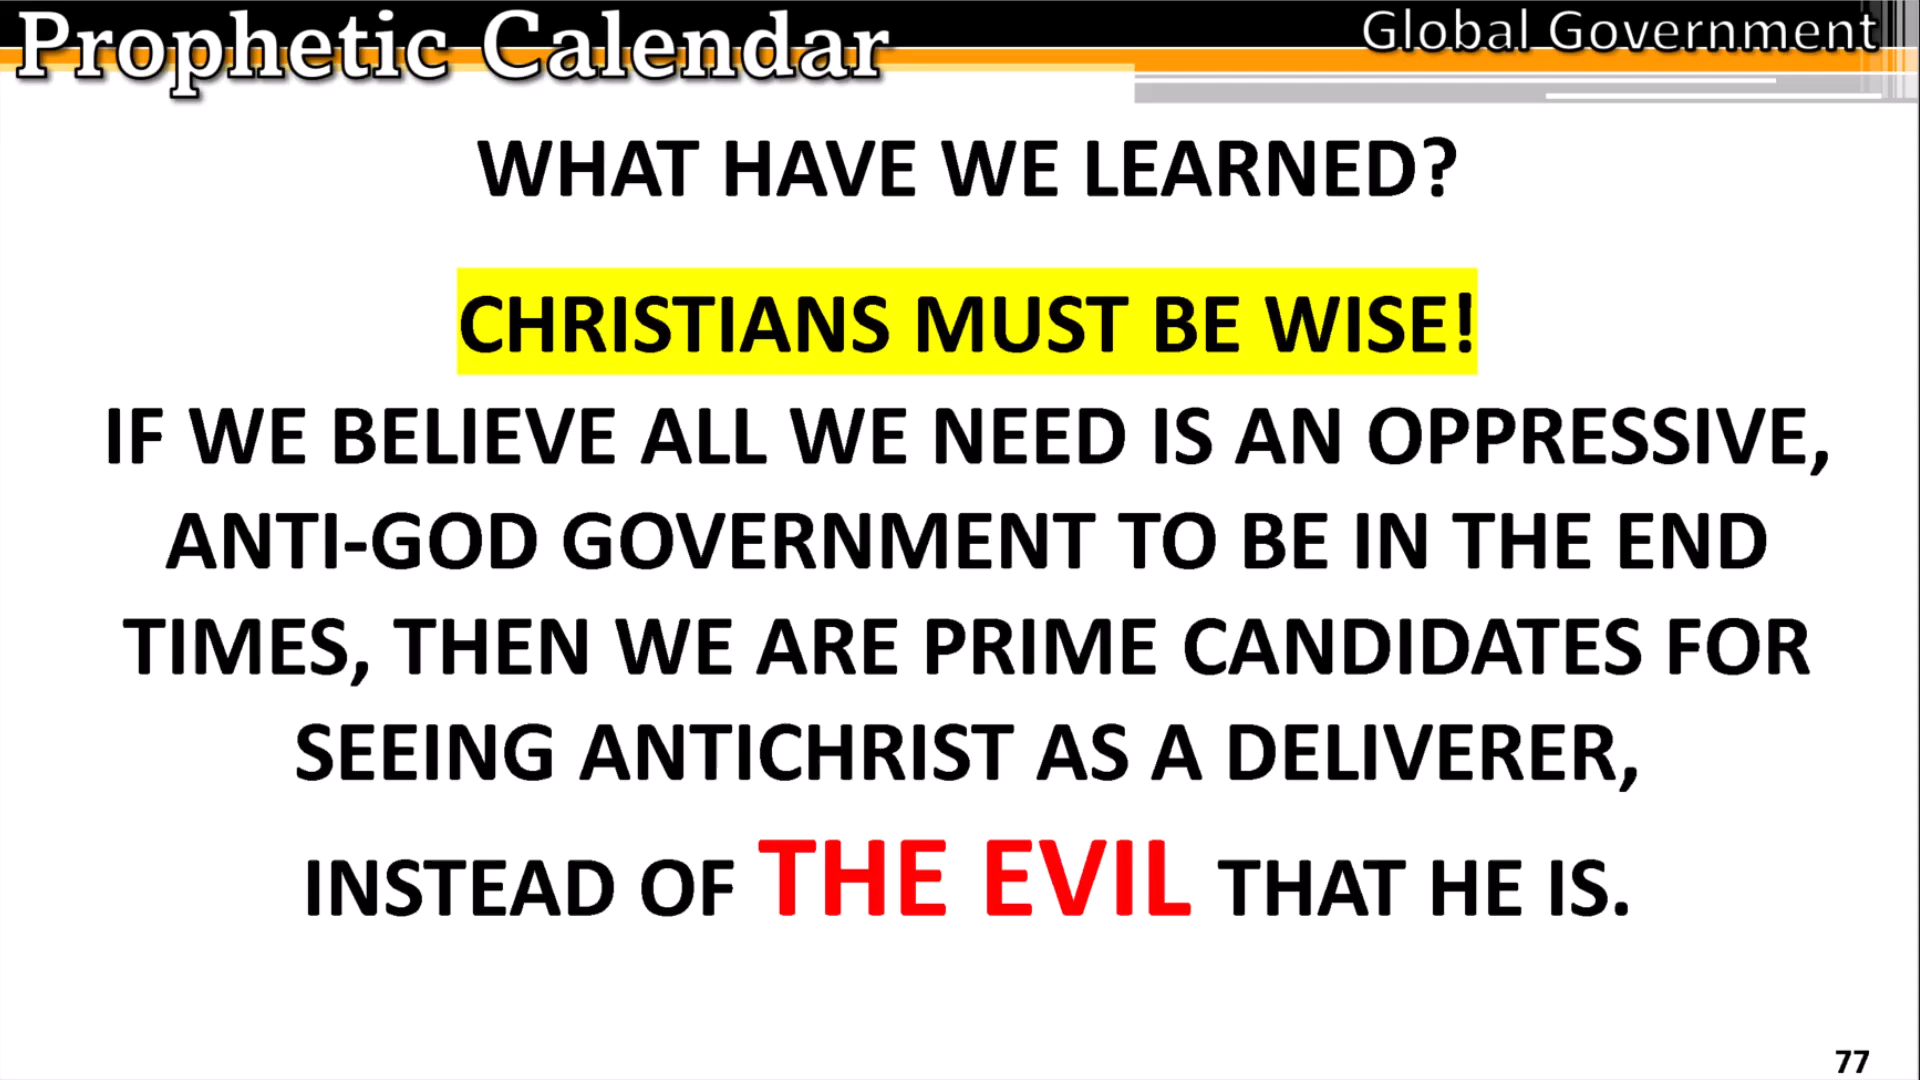 Prophetic Calendar
Global Government
WHAT HAVE WE LEARNED?
CHRISTIANS MUST BE WISE!
IF WE BELIEVE ALL WE NEED IS AN OPPRESSIVE,
ANTI-GOD GOVERNMENT TO BE IN THE END
TIMES, THEN WE ARE PRIME CANDIDATES FOR
SEEING ANTICHRIST AS A DELIVERER,
INSTEAD OF THE EVIL THAT HE IS.
77